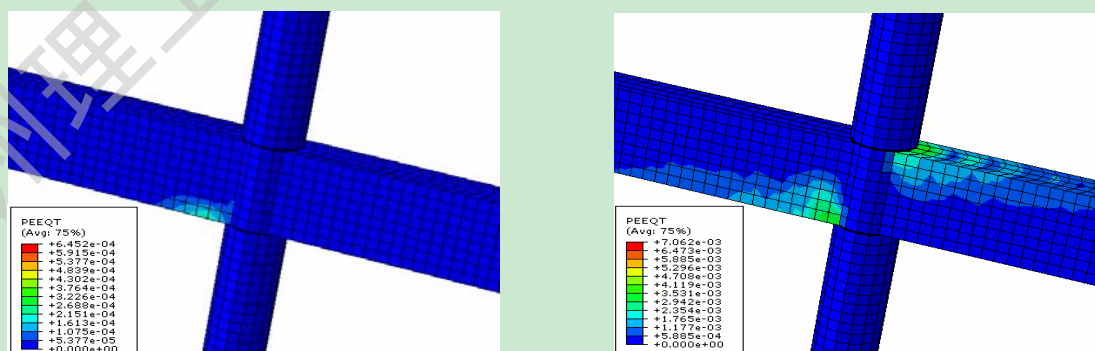 理
PEEQT
(Avg: 75%)
+6.452e-04
+5.915e-04
+5.377e-04
+4.839e-04
+4.302e-04
+3.764e-04
+3.226e-04
+2.688e-04
+2.151e-04
+1.613e-04
+1.075e-04
+5.377e-05
+0.000e+00
PEEQT
(Avg: 75%)
+7.062e-03
+6.473e-03
+5.885e-03
+5.296e-03
+4.708e-03
+4.119e-03
+3.531e-03
+2.942e-03
+2.354e-03
+1.765e-03
+1.177e-03
+5.885e-04
+0.000e+00